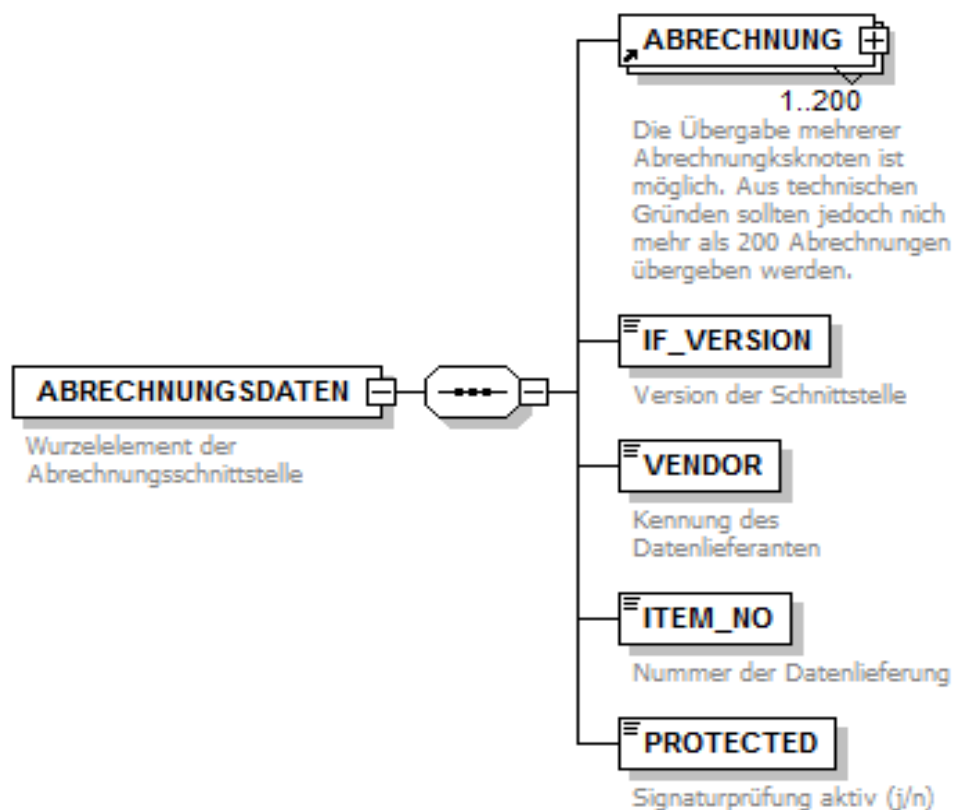 ABRECHNUNG
1..200
Die Übergabe mehrerer
Abrechnungksknoten ist
möglich. Aus technischen
Gründen sollten jedoch nich
mehr als 200 Abrechnungen
übergeben werden.
IF_VERSION
Version der Schnittstelle
ABRECHNUNGSDATEN
Wurzelelement der
Abrechnungsschnittstelle
VENDOR
Kennung des
Datenlieferanten
ITEM_NO
Nummer der Datenlieferung
PROTECTED
Signaturprüfung aktiv (j/n)